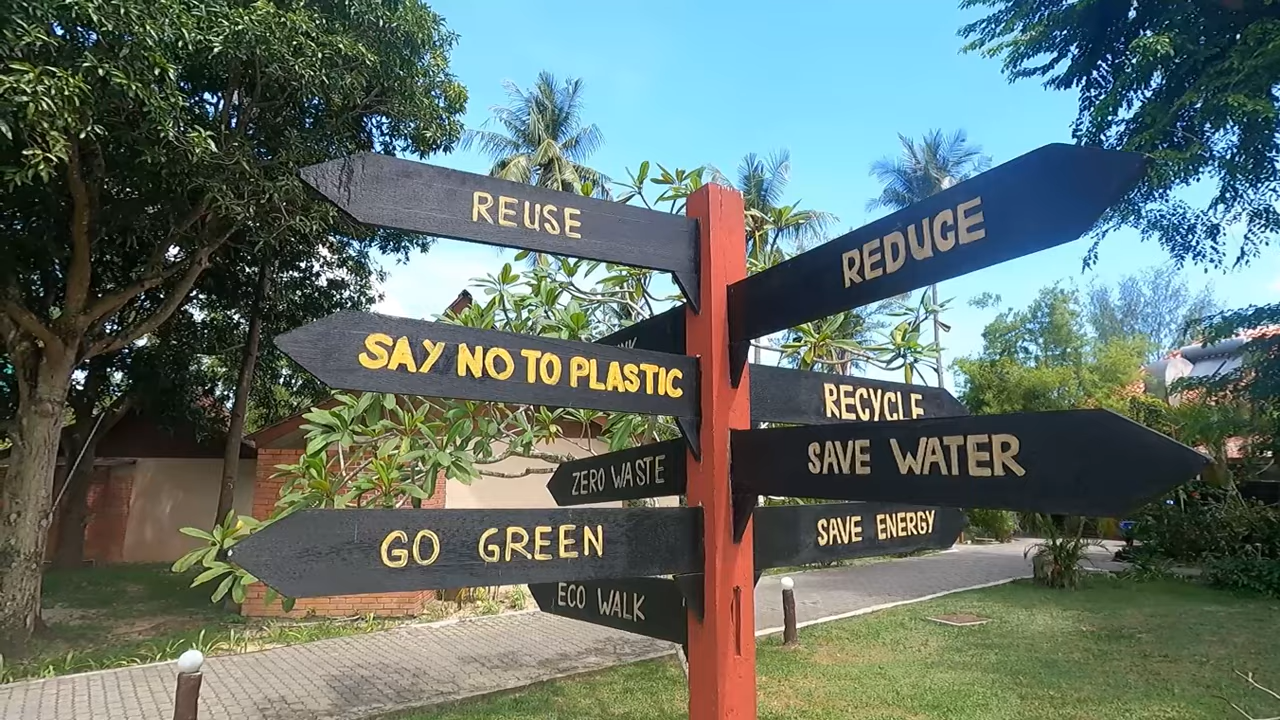 REUSE
REDUCE
SAY NO TO PLASTIC
RECYCLE
SAVE WATER
ZERO WASTE
SAVE ENERGY
GO GREEN
ECO WALK